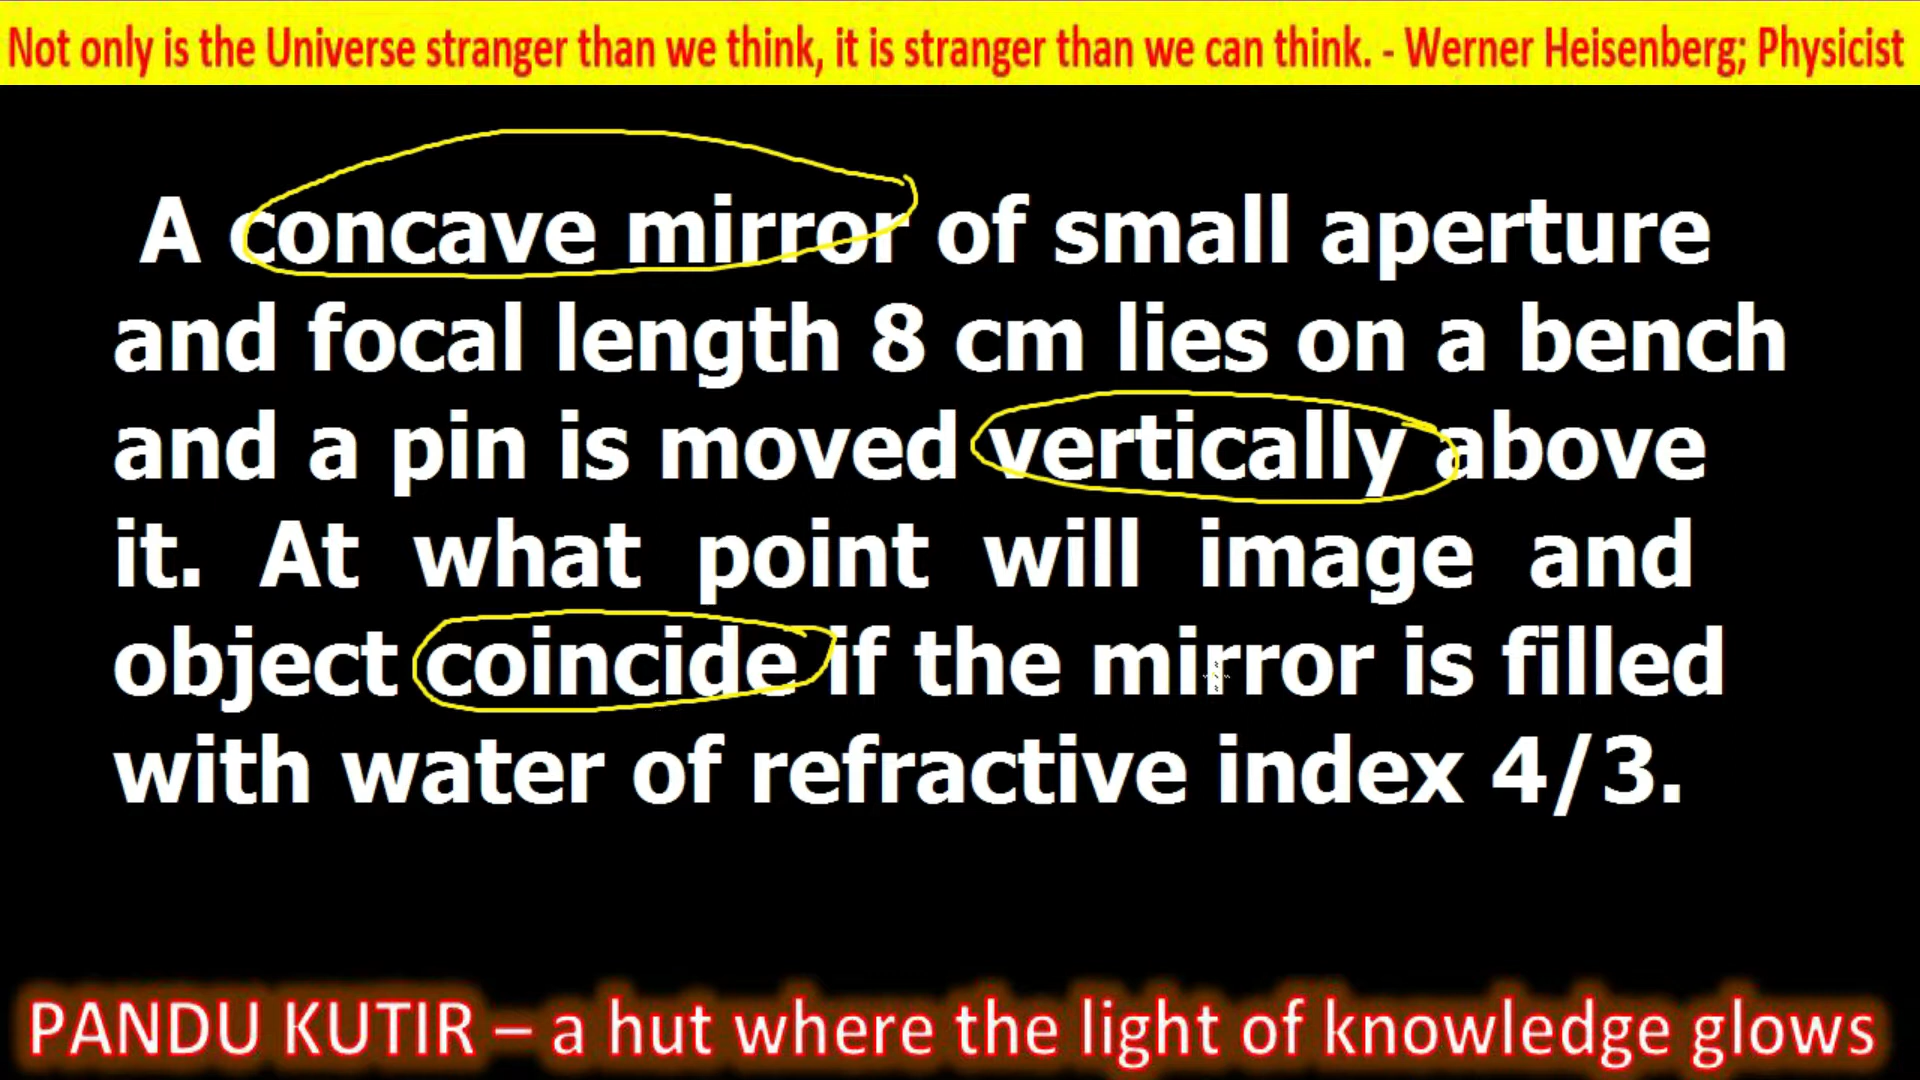 Not only is the Universe stranger than we think, it is stranger than we can think. - Werner Heisenberg; Physicist
A concave mirror of small aperture
and focal length 8 cm lies on a bench
and a pin is moved vertically above
it. At what point will image and
object coincide if the mirror is filled
with water of refractive index 4/3.
PANDU KUTIR – a hut where the light of knowledge glows